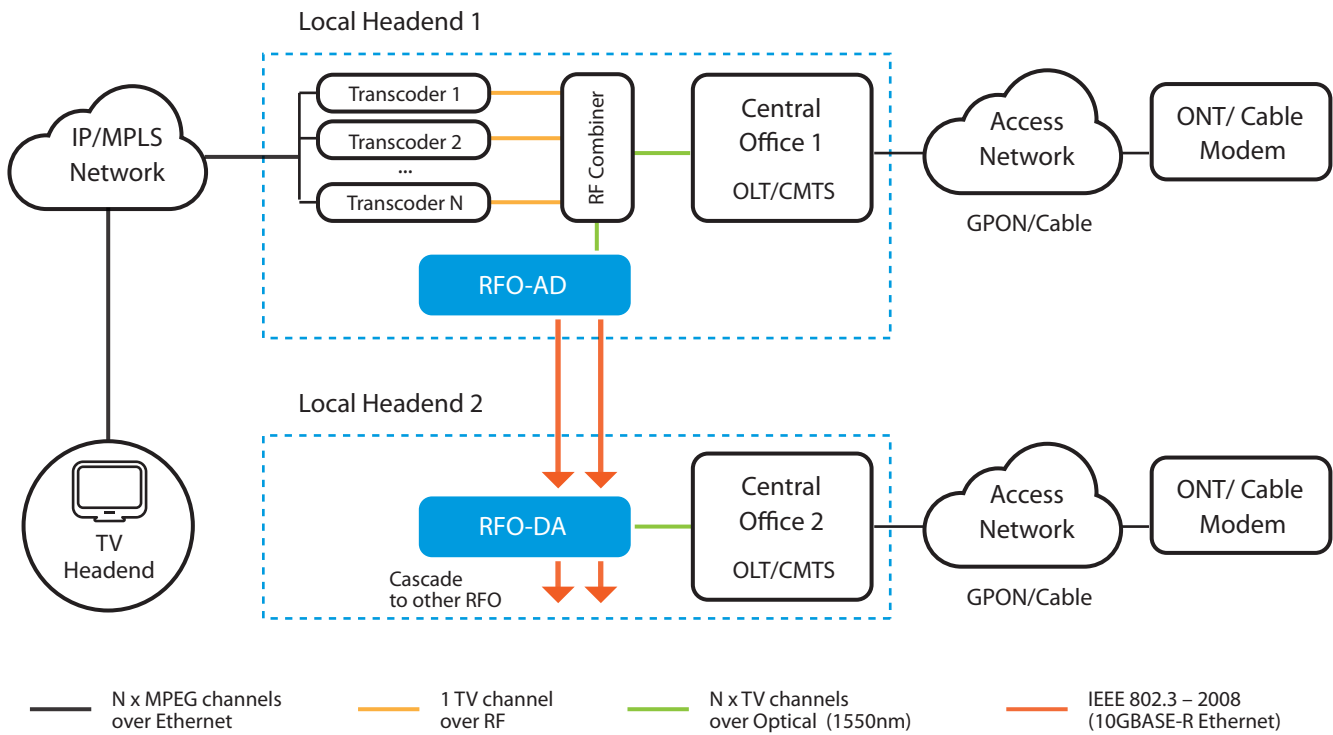 Local Headend 1
IP/MPLS
Network
Transcoder 1
Transcoder 2
...
Transcoder N
RF Combiner
Central
Office 1
OLT/CMTS
Access
Network
GPON/Cable
ONT/ Cable
Modem
RFO-AD
Local Headend 2
TV
Headend
RFO-DA
Cascade
to other RFO
Central
Office 2
OLT/CMTS
Access
Network
GPON/Cable
ONT/ Cable
Modem
N x MPEG channels
over Ethernet
1 TV channel
over RF
N x TV channels
over Optical (1550nm)
IEEE 802.3 – 2008
(10GBASE-R Ethernet)